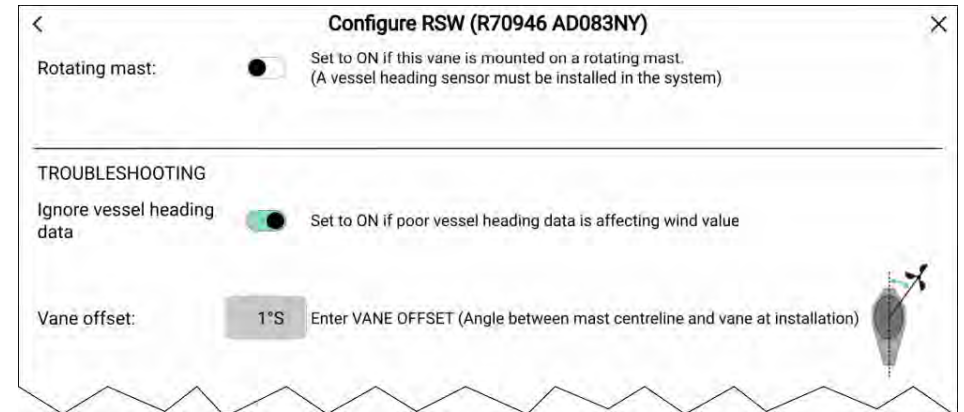 Configure RSW (R70946 AD083NY)
Rotating mast:
Set to ON if this vane is mounted on a rotating mast.
(A vessel heading sensor must be installed in the system)
TROUBLESHOOTING
Ignore vessel heading
data
Set to ON if poor vessel heading data is affecting wind value
Vane offset:
1°S
Enter VANE OFFSET (Angle between mast centreline and vane at installation)